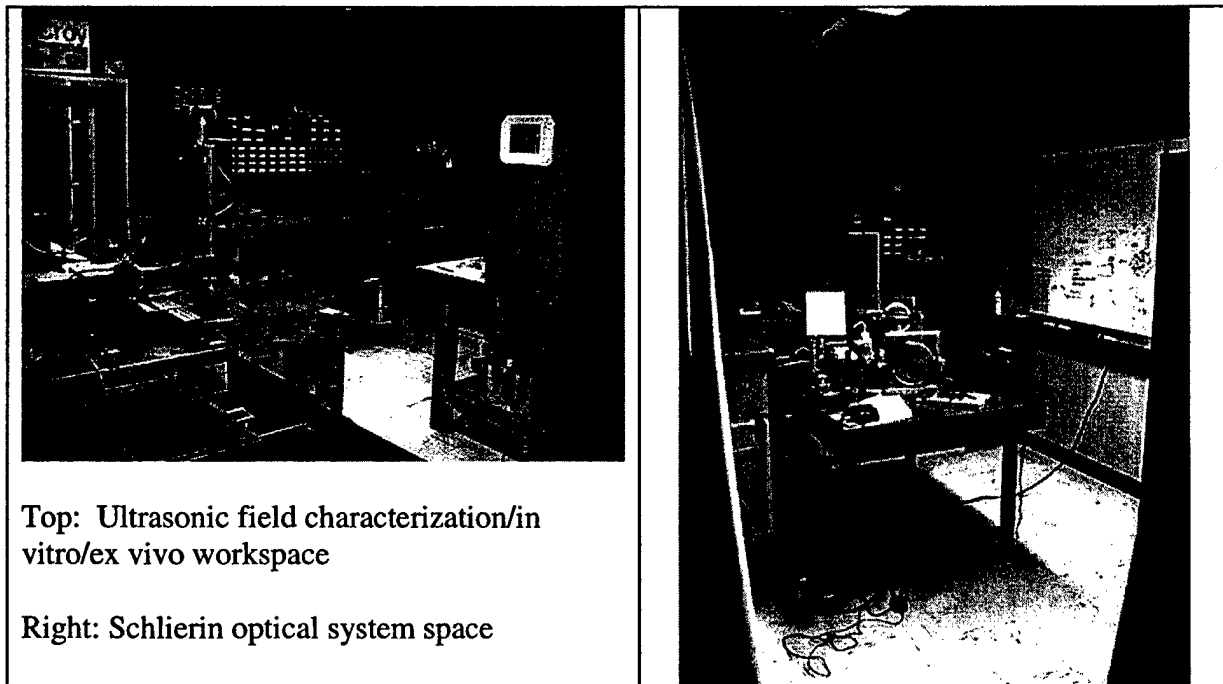 Top: Ultrasonic field characterization/in
vitro/ex vivo workspace
Right: Schlierin optical system space